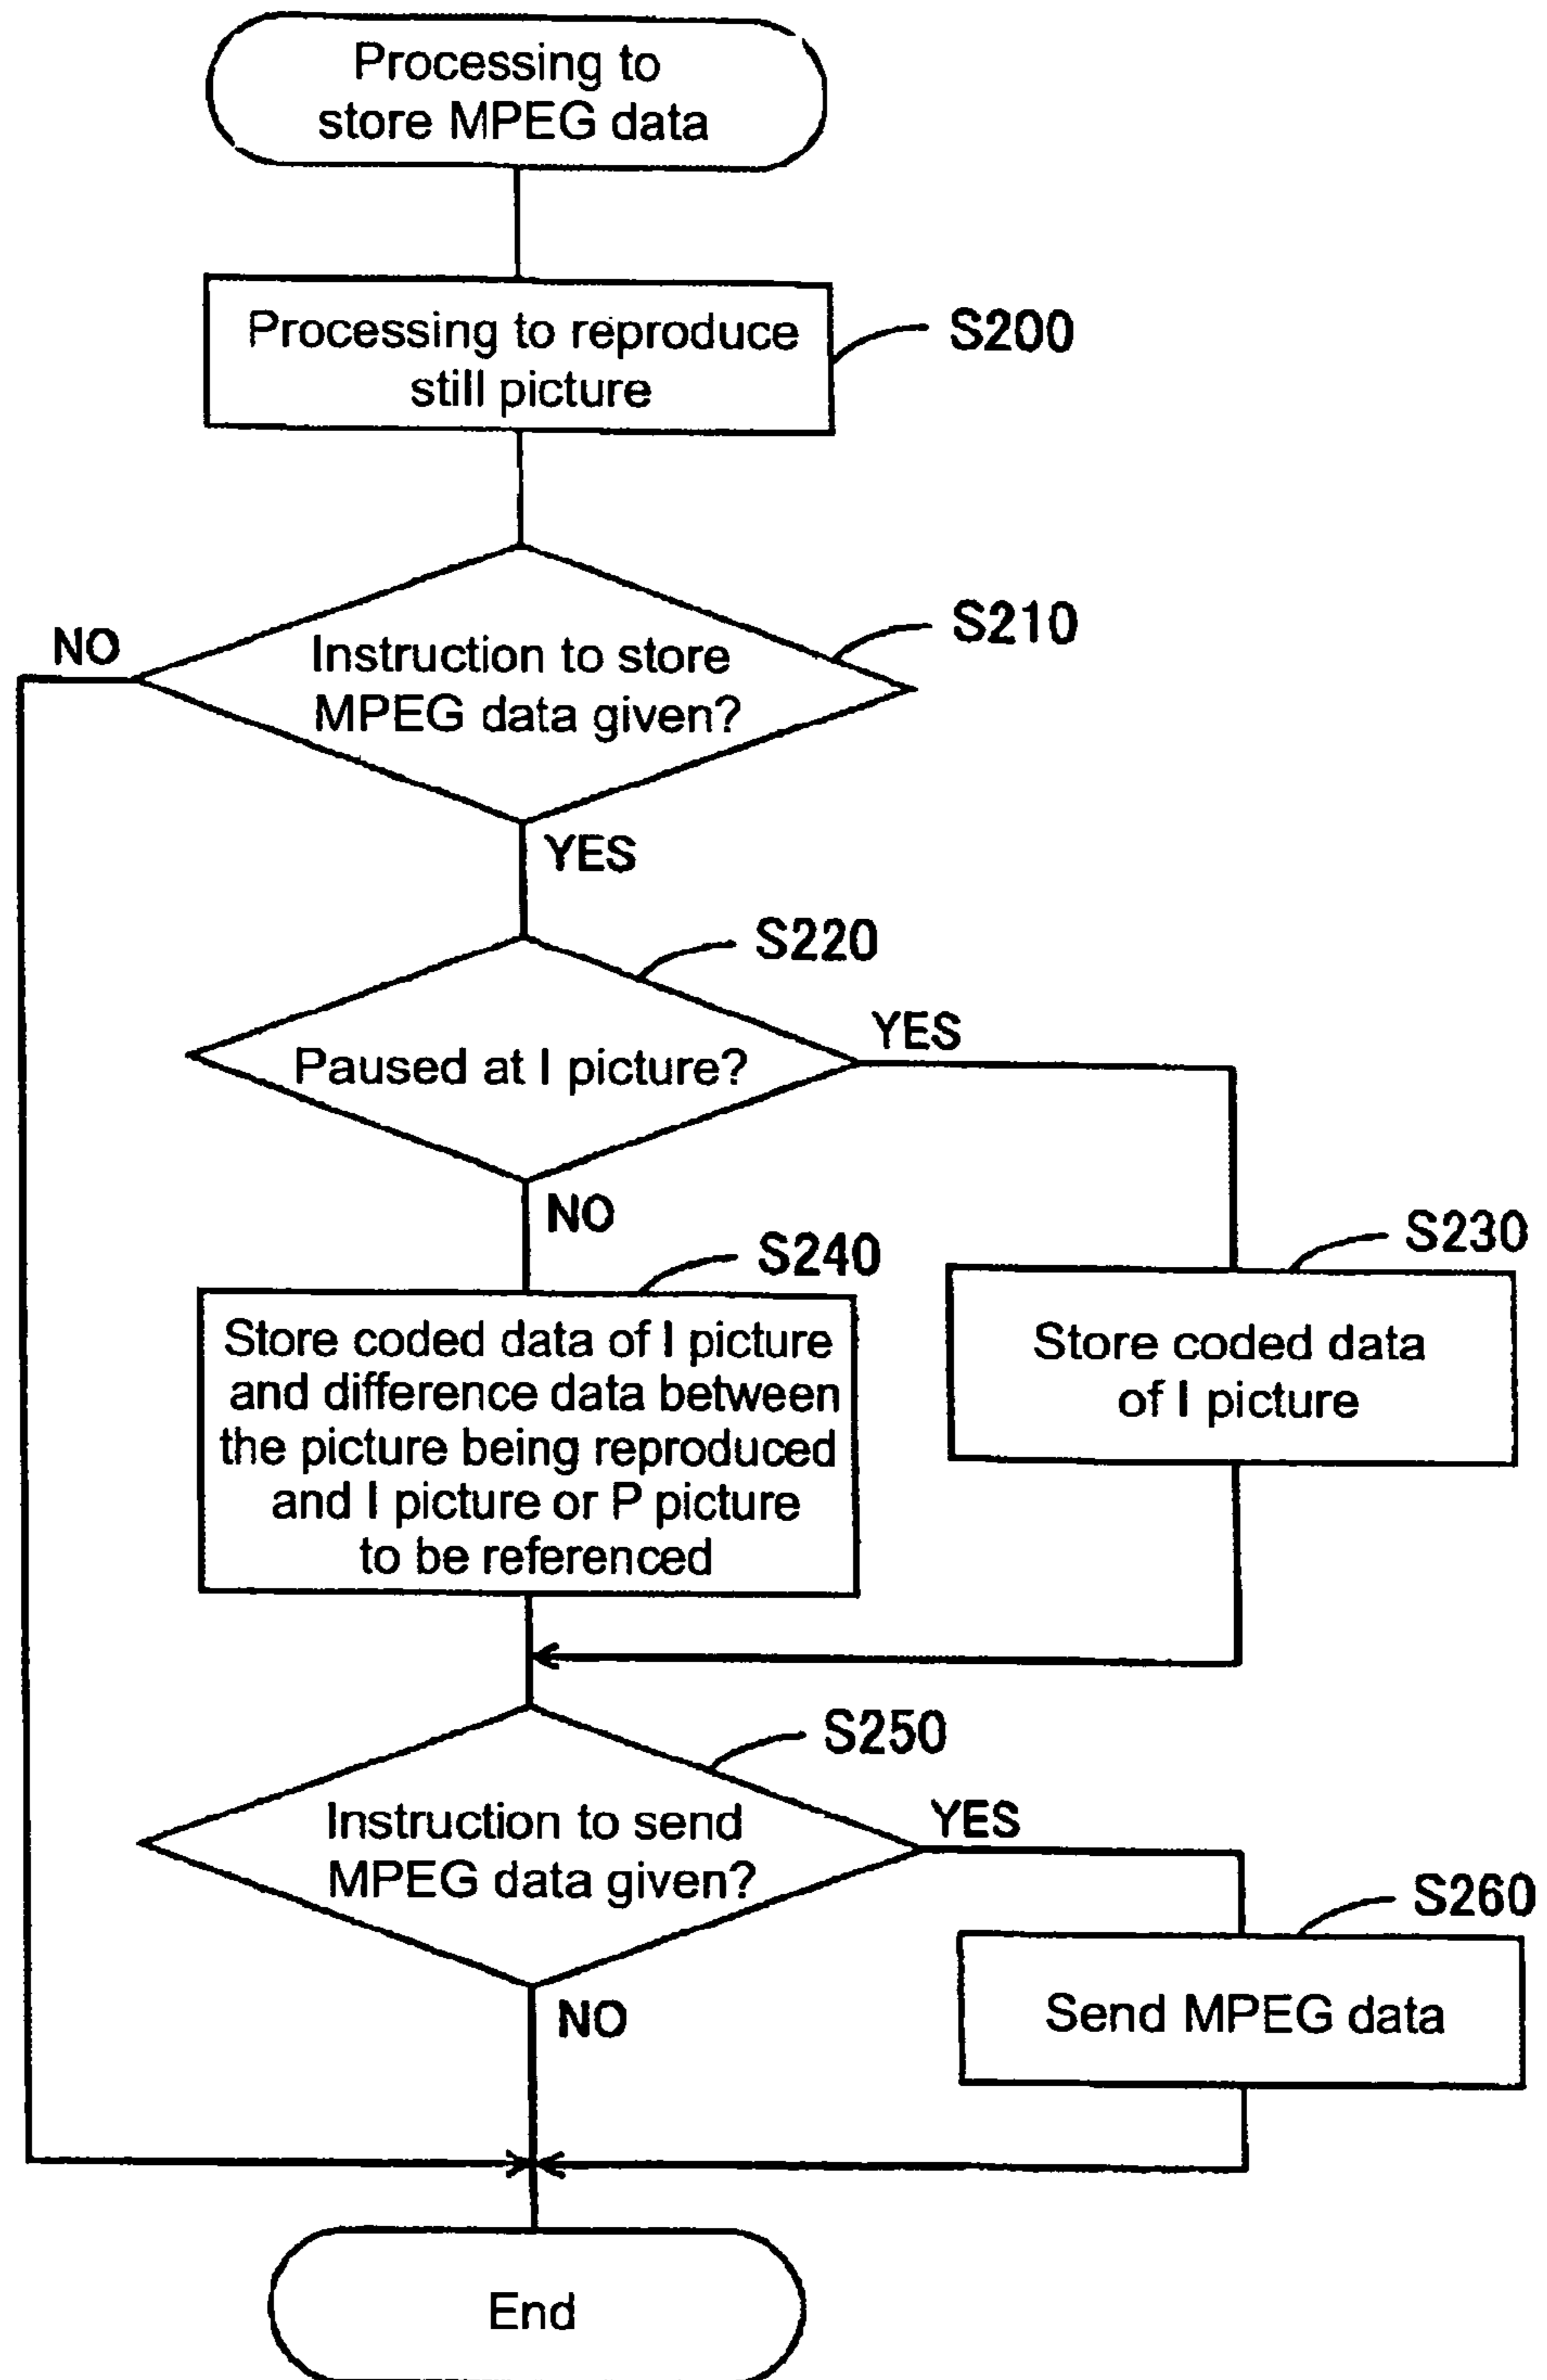 Processing to
store MPEG data
Processing to reproduce
still picture
S200
NO
Instruction to store
MPEG data given?
S210
YES
S220
Paused at I picture?
YES
NO
S240
Store coded data of I picture
and difference data between
the picture being reproduced
and I picture or P picture
to be referenced
S230
Store coded data
of I picture
S250
Instruction to send
MPEG data given?
YES
S260
Send MPEG data
NO
End